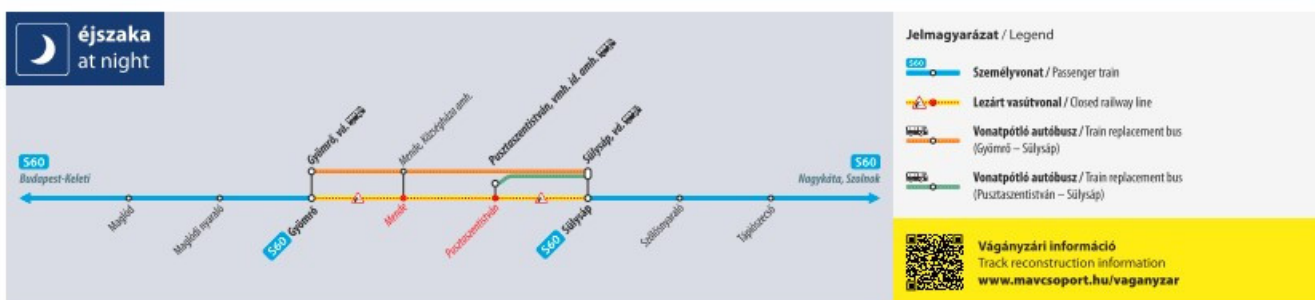 éjszaka
at night
S60
Budapest-Keleti
Maglód
Maglódi nyaraló
S60 Gyömrő
Gyömrő, vá.
Mende
Mende, Községháza amh.
Pusztaszentistván
Pusztaszentistván, vmh. id. amh.
S60 Sülysáp
Sülysáp, vá.
Szőlősnyaraló
Tápiószecső
S60
Nagykáta, Szolnok
Jelmagyarázat / Legend
S60
Személyvonat / Passenger train
Lezárt vasútvonal / Closed railway line
Vonatpótló autóbusz / Train replacement bus
(Gyömrő – Sülysáp)
Vonatpótló autóbusz / Train replacement bus
(Pusztaszentistván – Sülysáp)
Vágányzári információ
Track reconstruction information
www.mavcsoport.hu/vaganyzar